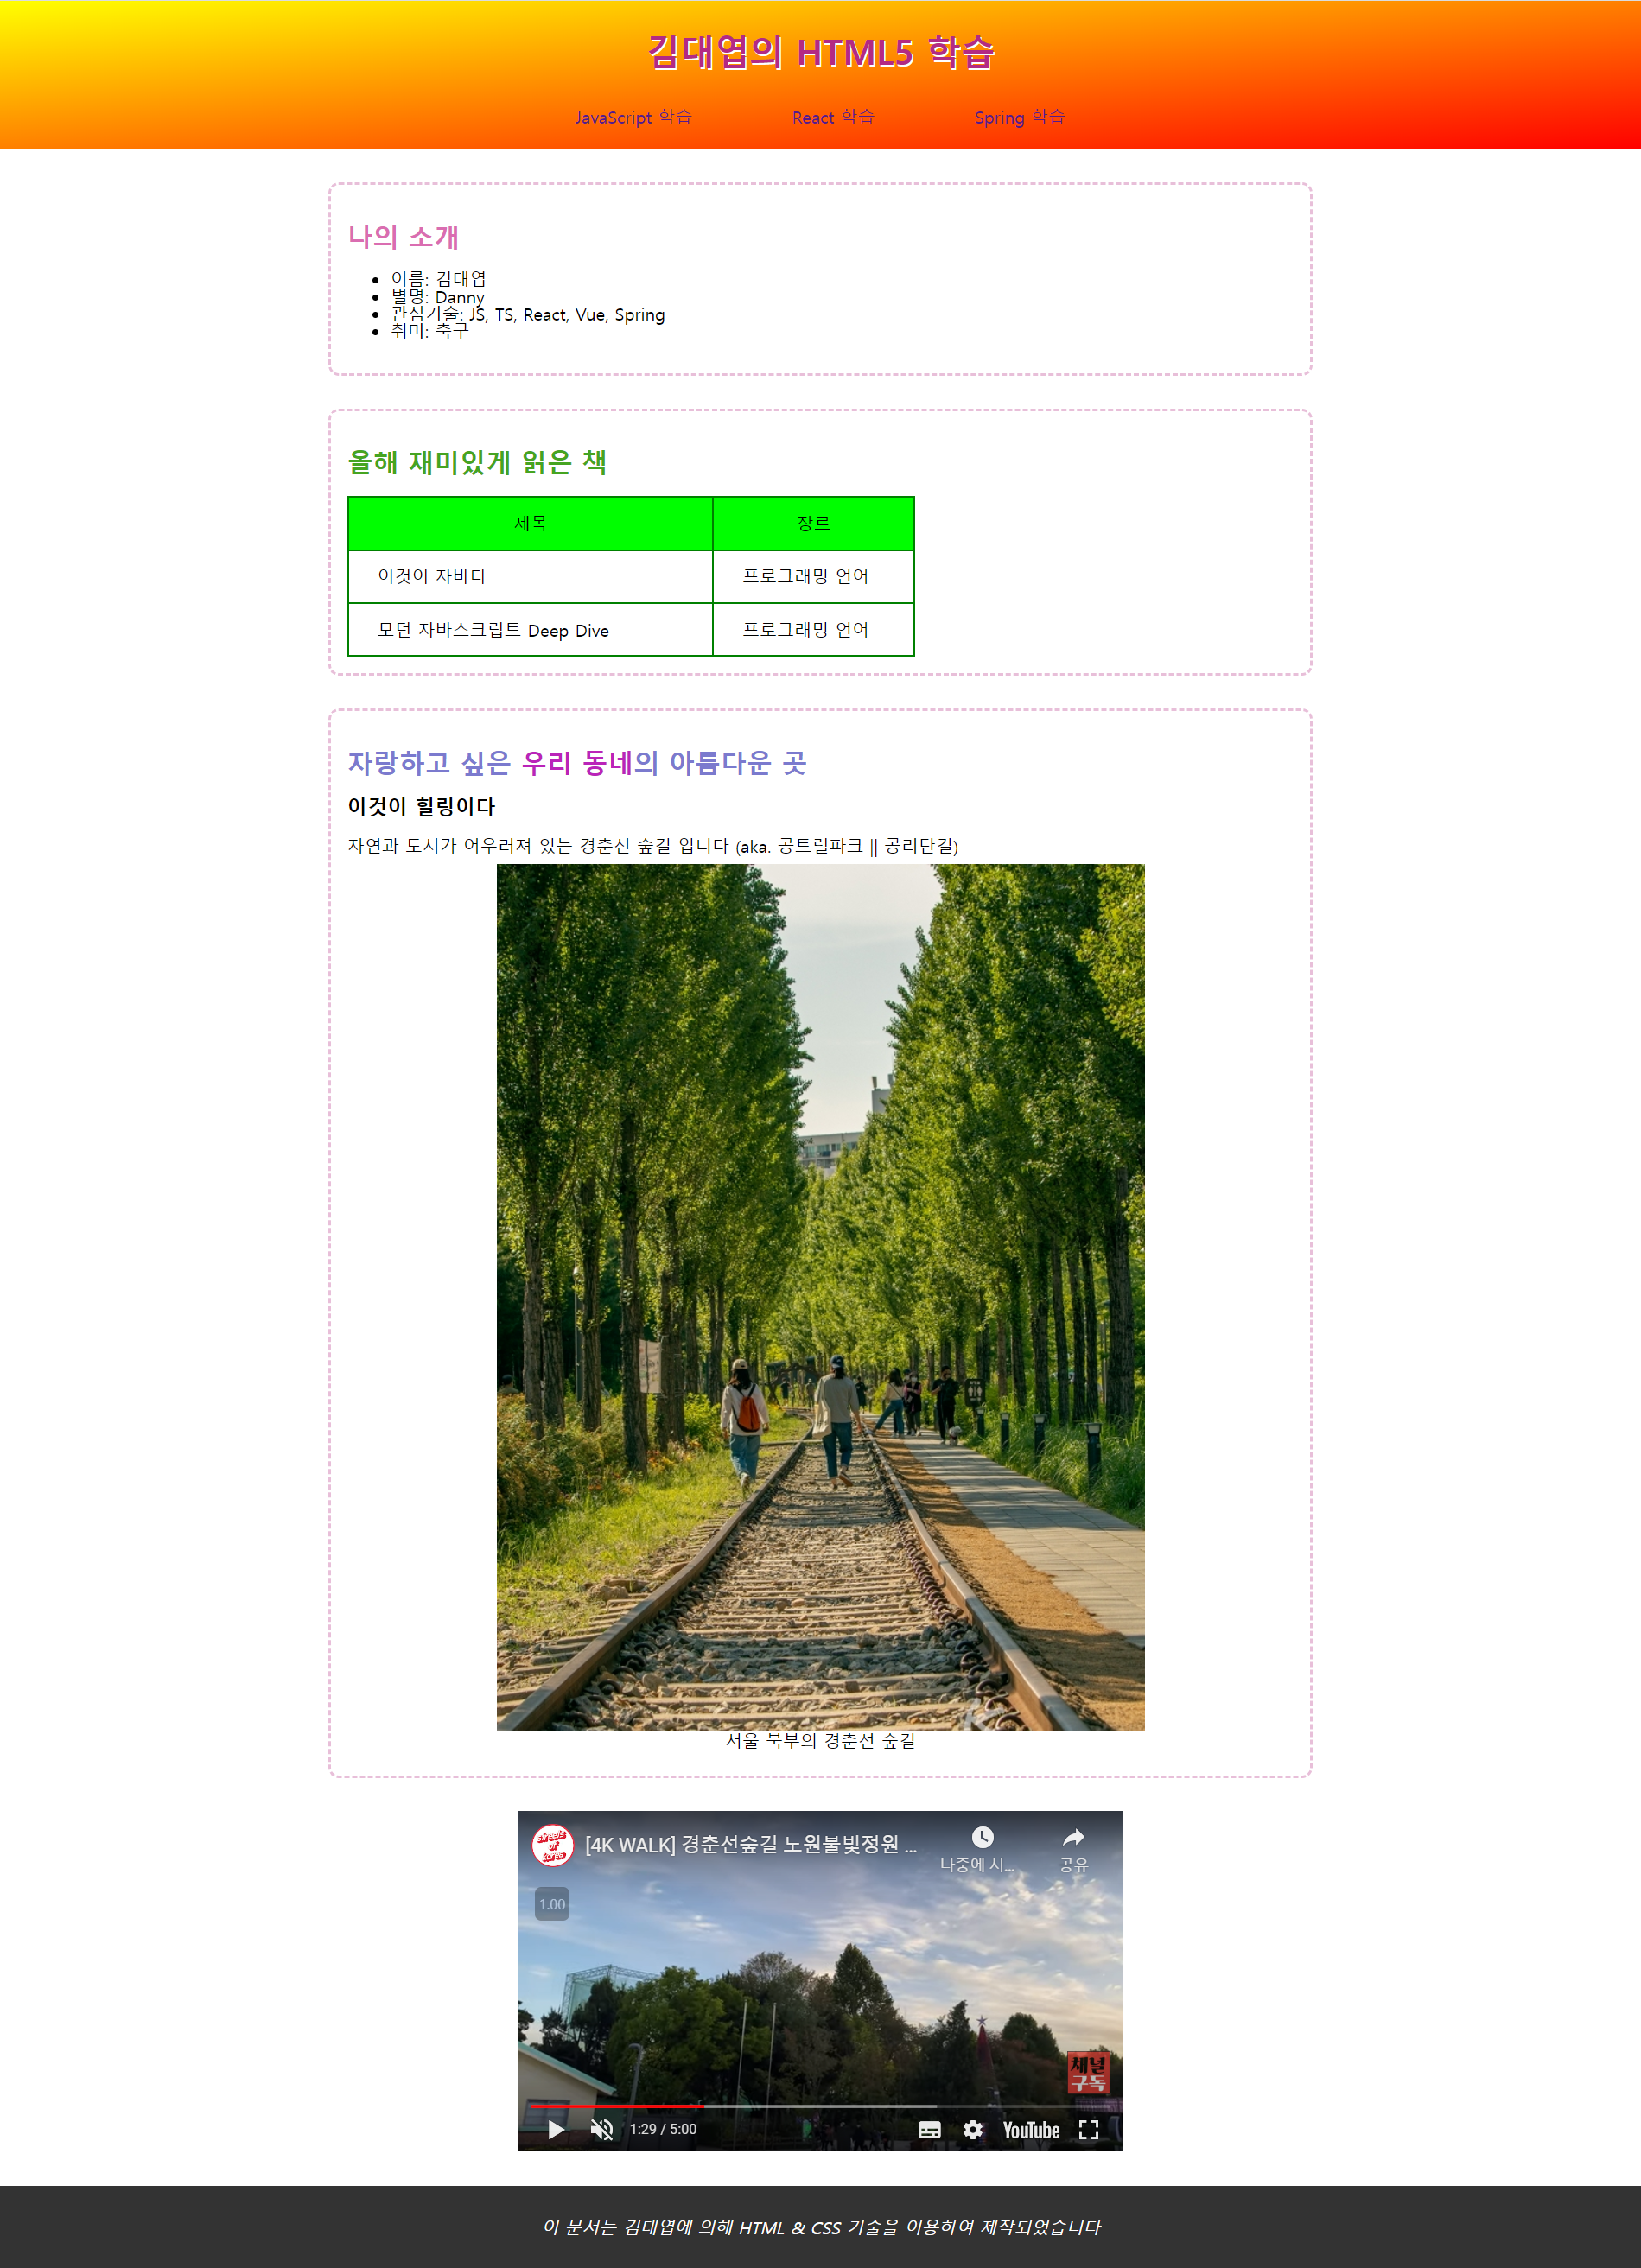 김대엽의 HTML5 학습
JavaScript 학습 React 학습 Spring 학습
나의 소개
이름: 김대엽
별명: Danny
관심기술: JS, TS, React, Vue, Spring
취미: 축구
올해 재미있게 읽은 책
제목 장르
이것이 자바다 프로그래밍 언어
모던 자바스크립트 Deep Dive 프로그래밍 언어
자랑하고 싶은 우리 동네의 아름다운 곳
이것이 힐링이다
자연과 도시가 어우러져 있는 경춘선 숲길 입니다 (aka. 공트럴파크 || 공리단길)
서울 북부의 경춘선 숲길
streets
of
korea
[4K WALK] 경춘선숲길 노원불빛정원 ...
나중에 시...
공유
1.00
채널
구독
1:29 / 5:00
YouTube
이 문서는 김대엽에 의해 HTML & CSS 기술을 이용하여 제작되었습니다